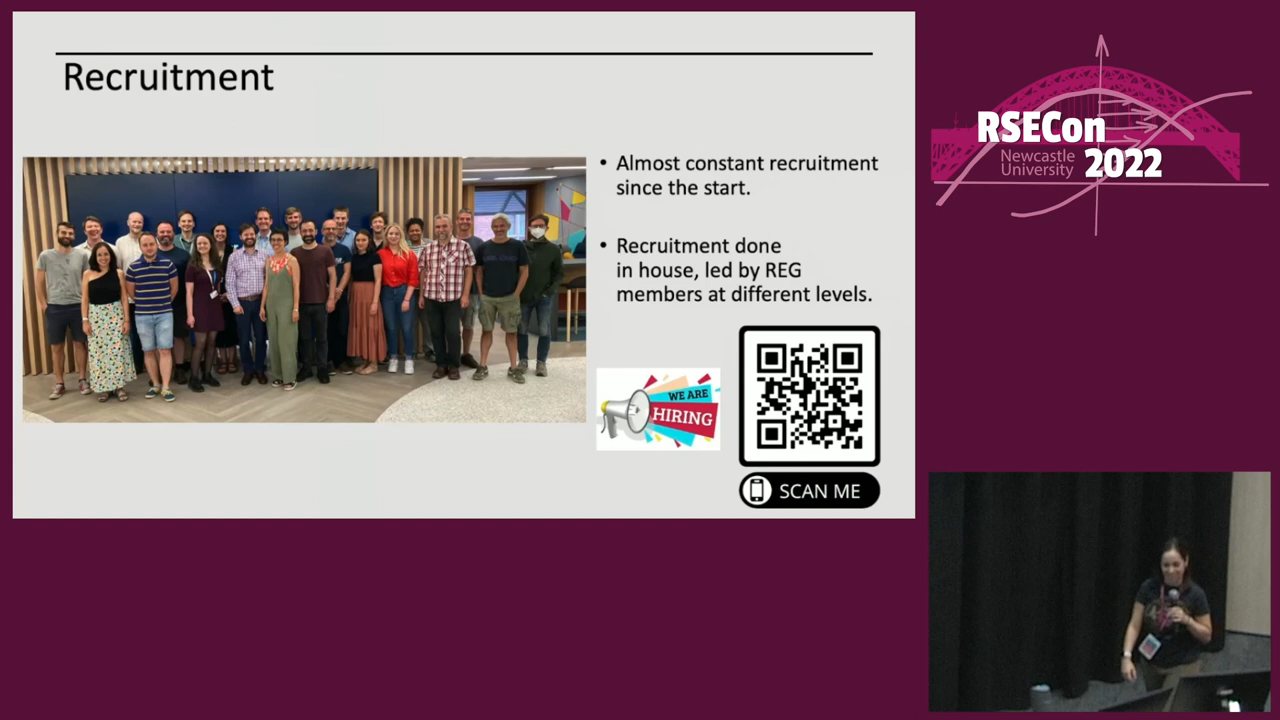 Recruitment
• Almost constant recruitment
since the start.
• Recruitment done
in house, led by REG
members at different levels.
WE ARE
HIRING
SCAN ME
RSECon
Newcastle
University
2022